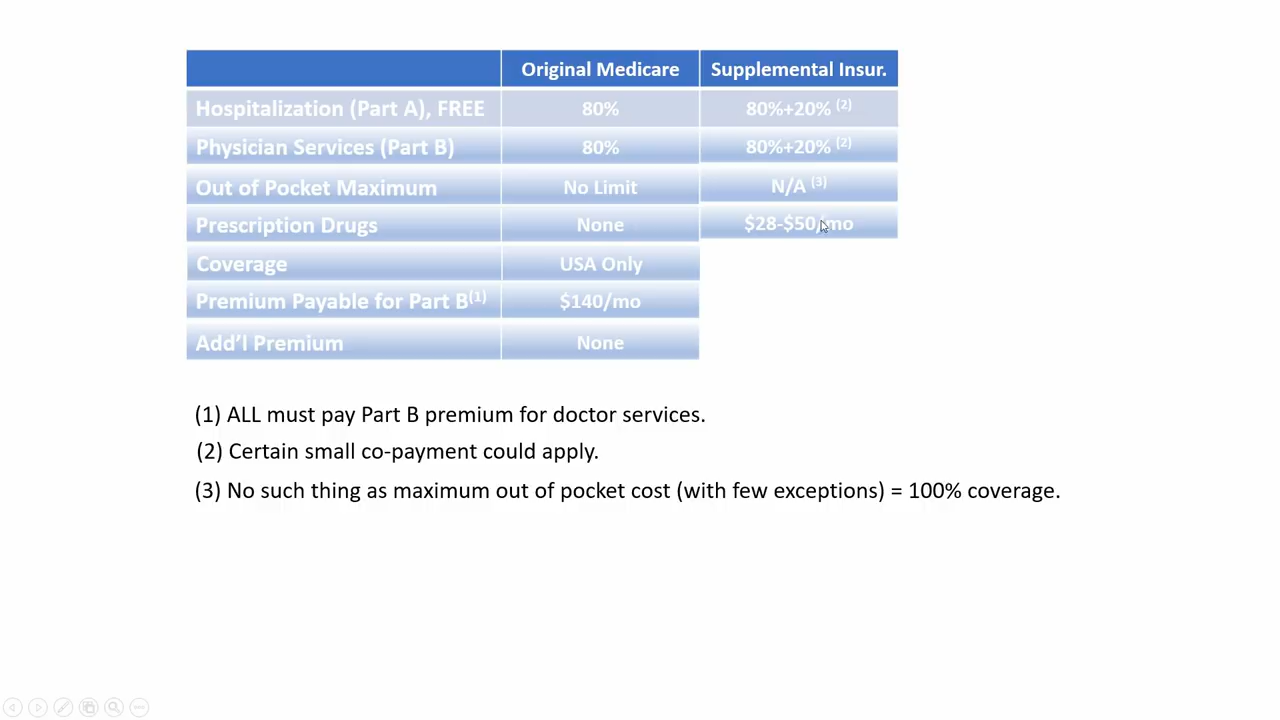 Original Medicare Supplemental Insur.
Hospitalization (Part A), FREE 80% 80%+20% (2)
Physician Services (Part B) 80% 80%+20% (2)
Out of Pocket Maximum No Limit N/A (3)
Prescription Drugs None $28-$50/mo
Coverage USA Only
Premium Payable for Part B(1) $140/mo
Add’l Premium None
(1) ALL must pay Part B premium for doctor services.
(2) Certain small co-payment could apply.
(3) No such thing as maximum out of pocket cost (with few exceptions) = 100% coverage.